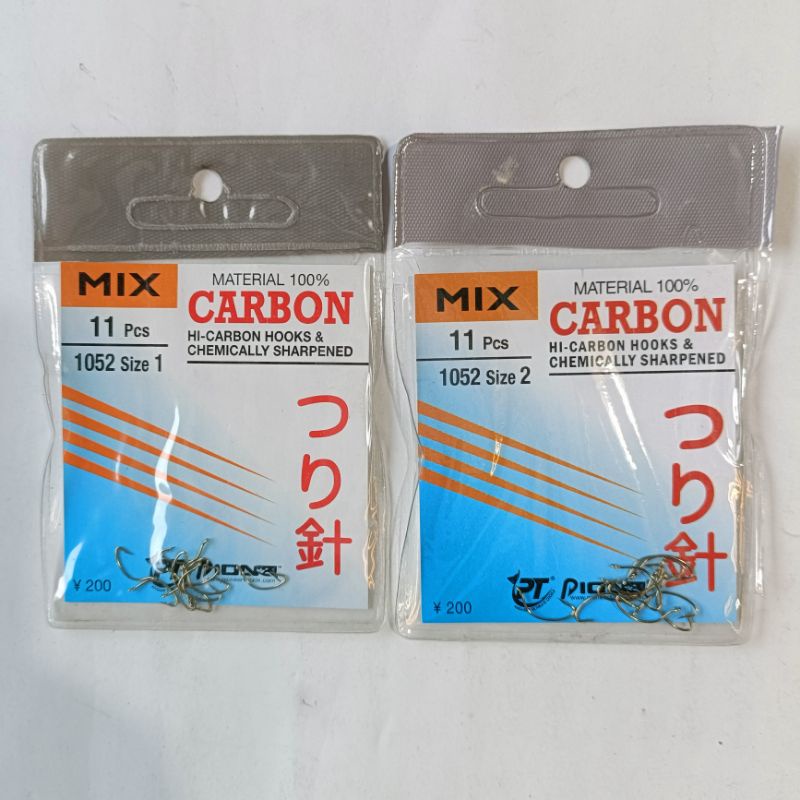 MIX
11 Pcs
1052 Size 1
MATERIAL 100%
CARBON
HI-CARBON HOOKS &
CHEMICALLY SHARPENED
つり針
¥ 200
MIX
11 Pcs
1052 Size 2
MATERIAL 100%
CARBON
HI-CARBON HOOKS &
CHEMICALLY SHARPENED
つり針
¥ 200
PT